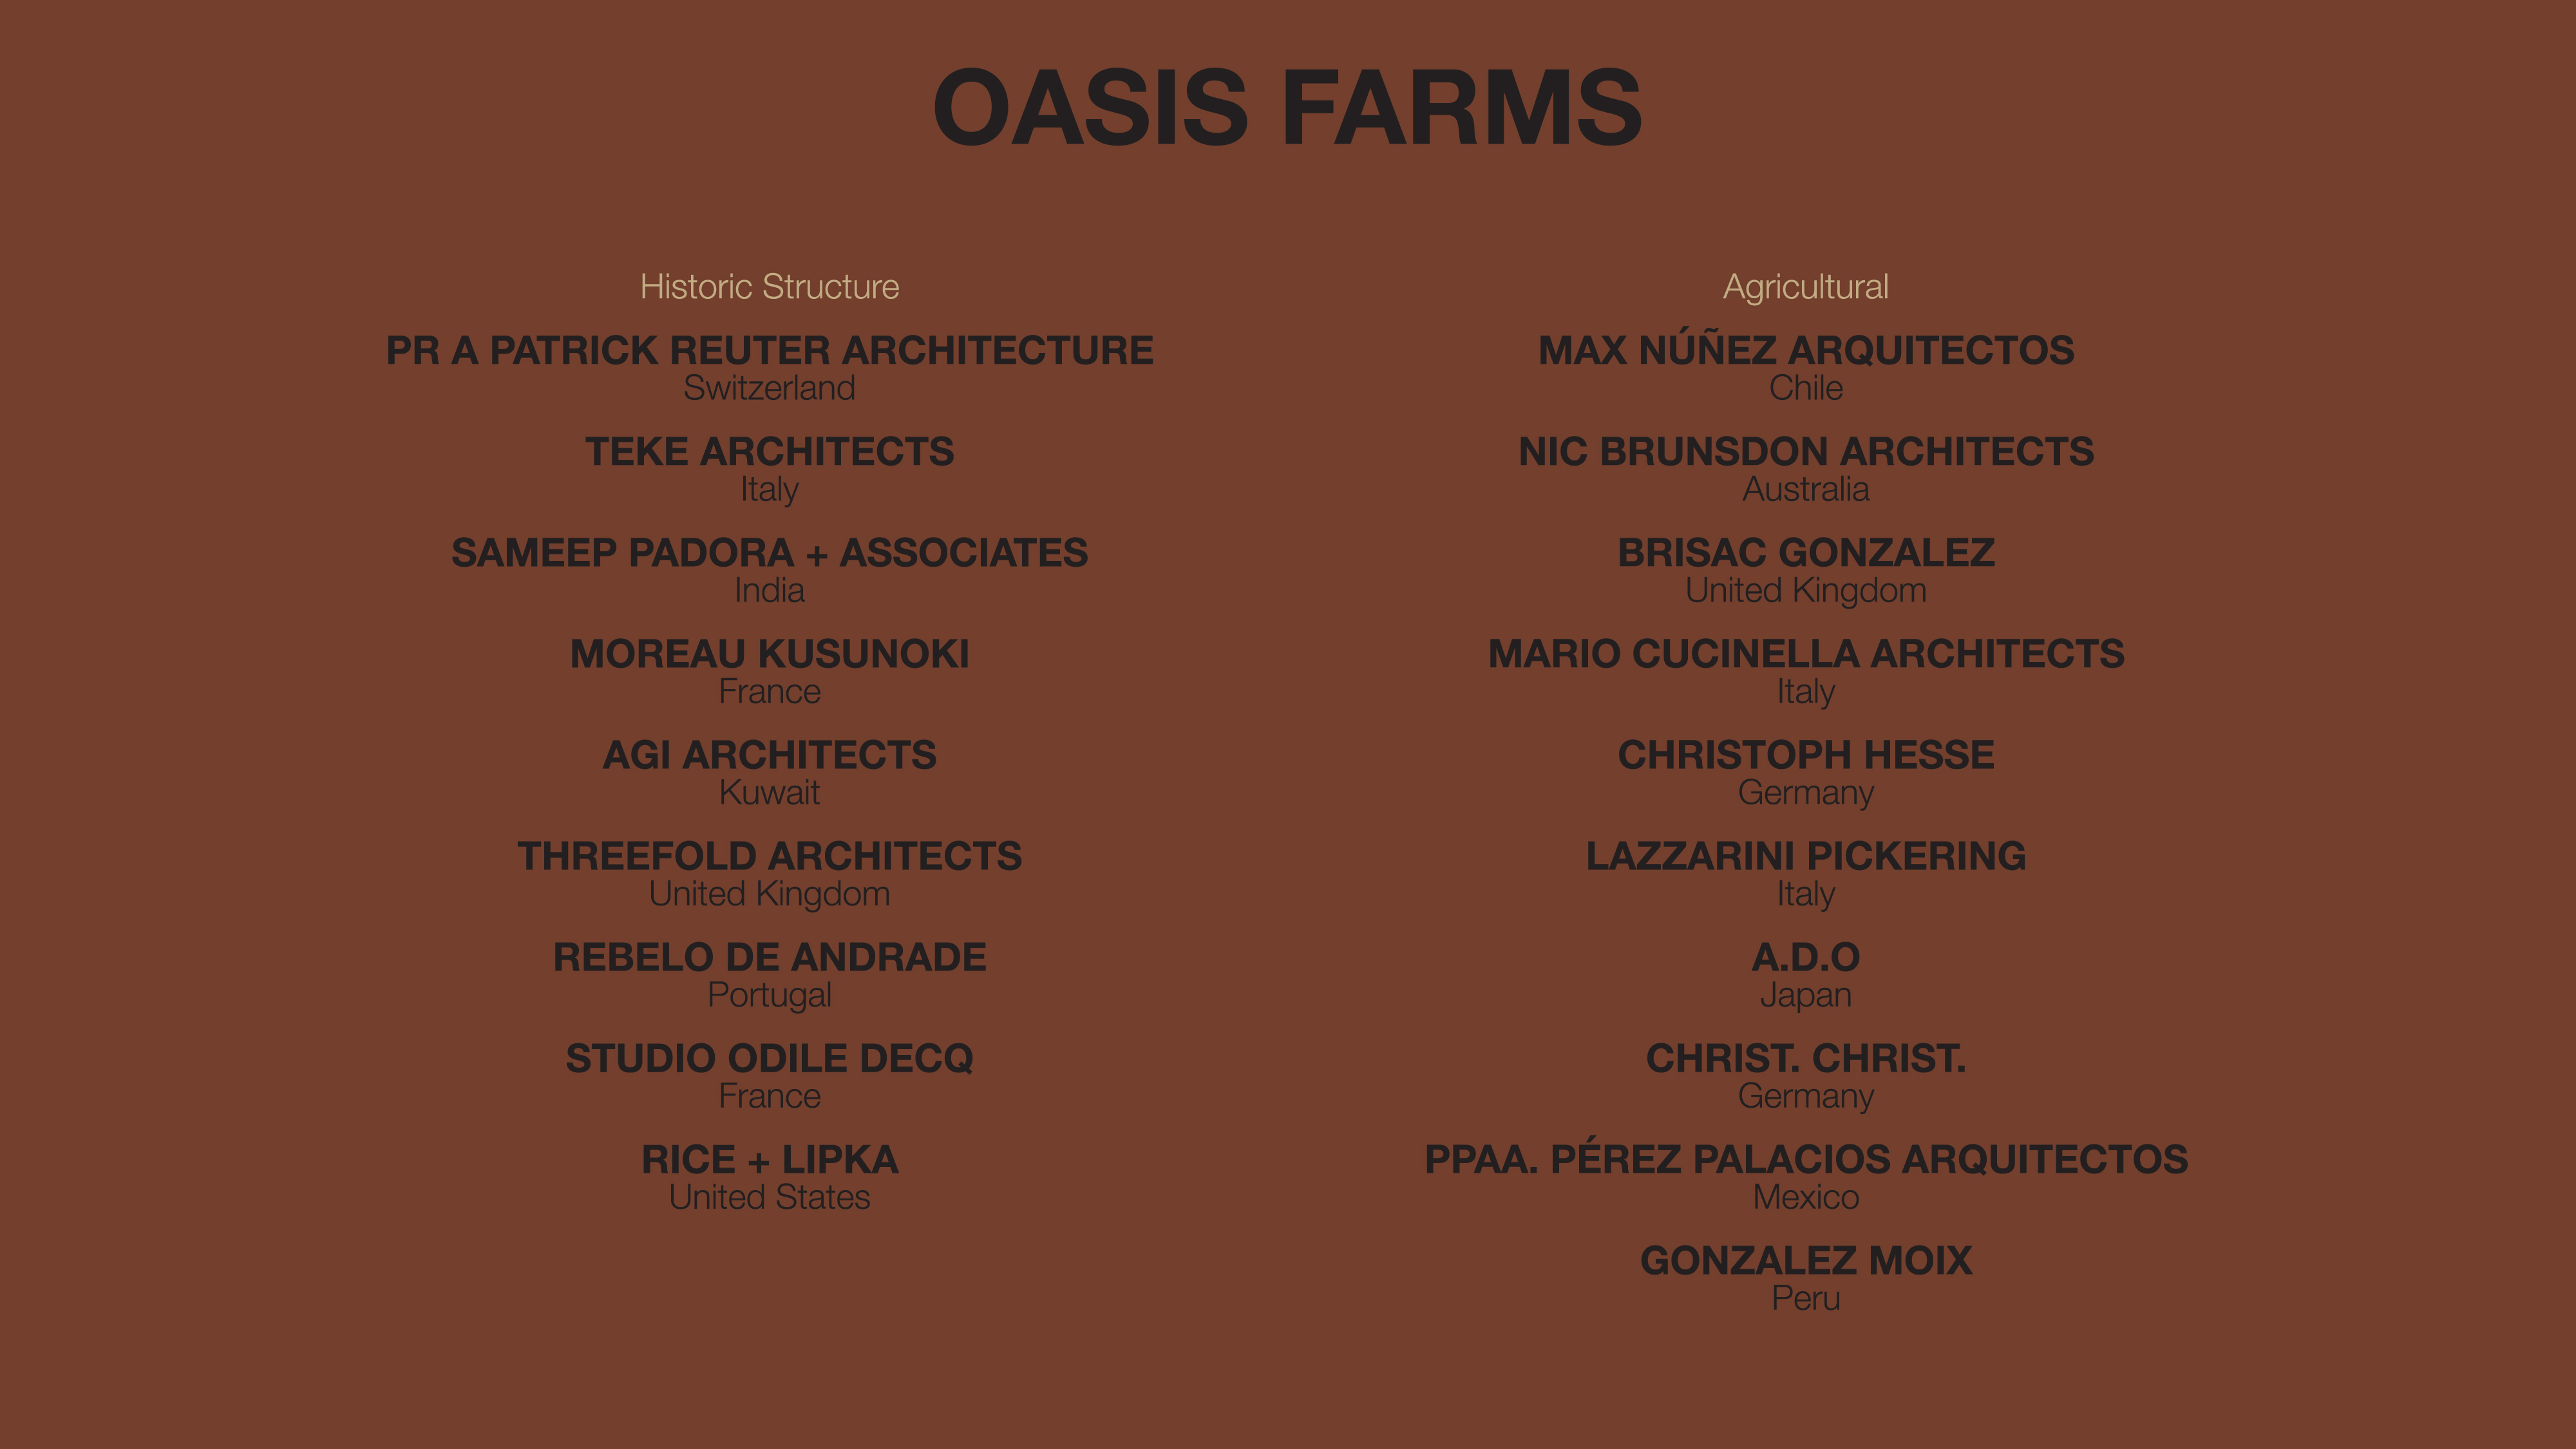 OASIS FARMS
Historic Structure
PR A PATRICK REUTER ARCHITECTURE
Switzerland
TEKE ARCHITECTS
Italy
SAMEEP PADORA + ASSOCIATES
India
MOREAU KUSUNOKI
France
AGI ARCHITECTS
Kuwait
THREEFOLD ARCHITECTS
United Kingdom
REBELO DE ANDRADE
Portugal
STUDIO ODILE DECQ
France
RICE + LIPKA
United States
Agricultural
MAX NÚÑEZ ARQUITECTOS
Chile
NIC BRUNSDON ARCHITECTS
Australia
BRISAC GONZALEZ
United Kingdom
MARIO CUCINELLA ARCHITECTS
Italy
CHRISTOPH HESSE
Germany
LAZZARINI PICKERING
Italy
A.D.O
Japan
CHRIST. CHRIST.
Germany
PPAA. PÉREZ PALACIOS ARQUITECTOS
Mexico
GONZALEZ MOIX
Peru